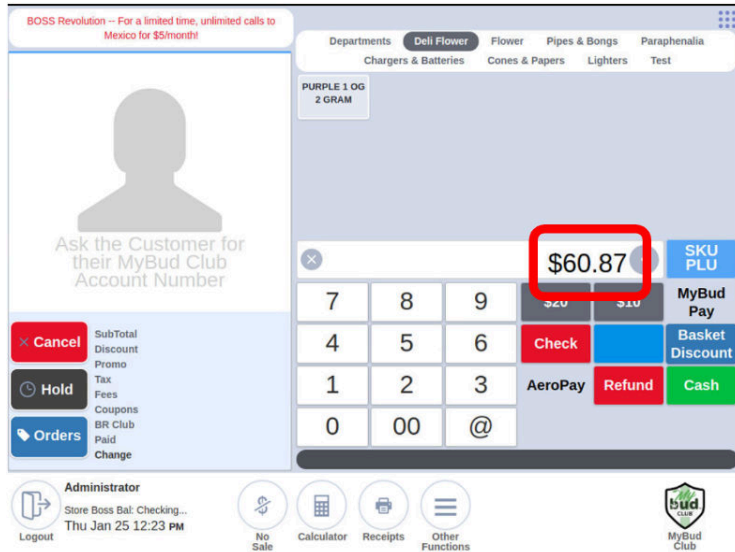 BOSS Revolution -- For a limited time, unlimited calls to
Mexico for $5/month!
Departments Deli Flower Flower Pipes & Bongs Paraphenalia
Chargers & Batteries Cones & Papers Lighters Test
PURPLE 1 OG
2 GRAM
Ask the Customer for
their MyBud Club
Account Number
$60.87
SKU
PLU
7 8 9 $20 $10 MyBud
Pay
4 5 6 Check Basket
Discount
1 2 3 AeroPay Refund Cash
0 00 @
× Cancel
Hold
Orders
SubTotal
Discount
Promo
Tax
Fees
Coupons
BR Club
Paid
Change
Administrator
Store Boss Bal: Checking...
Thu Jan 25 12:23 PM
Logout
No
Sale
Calculator
Receipts
Other
Functions
My
bud
CLUB
MyBud
Club